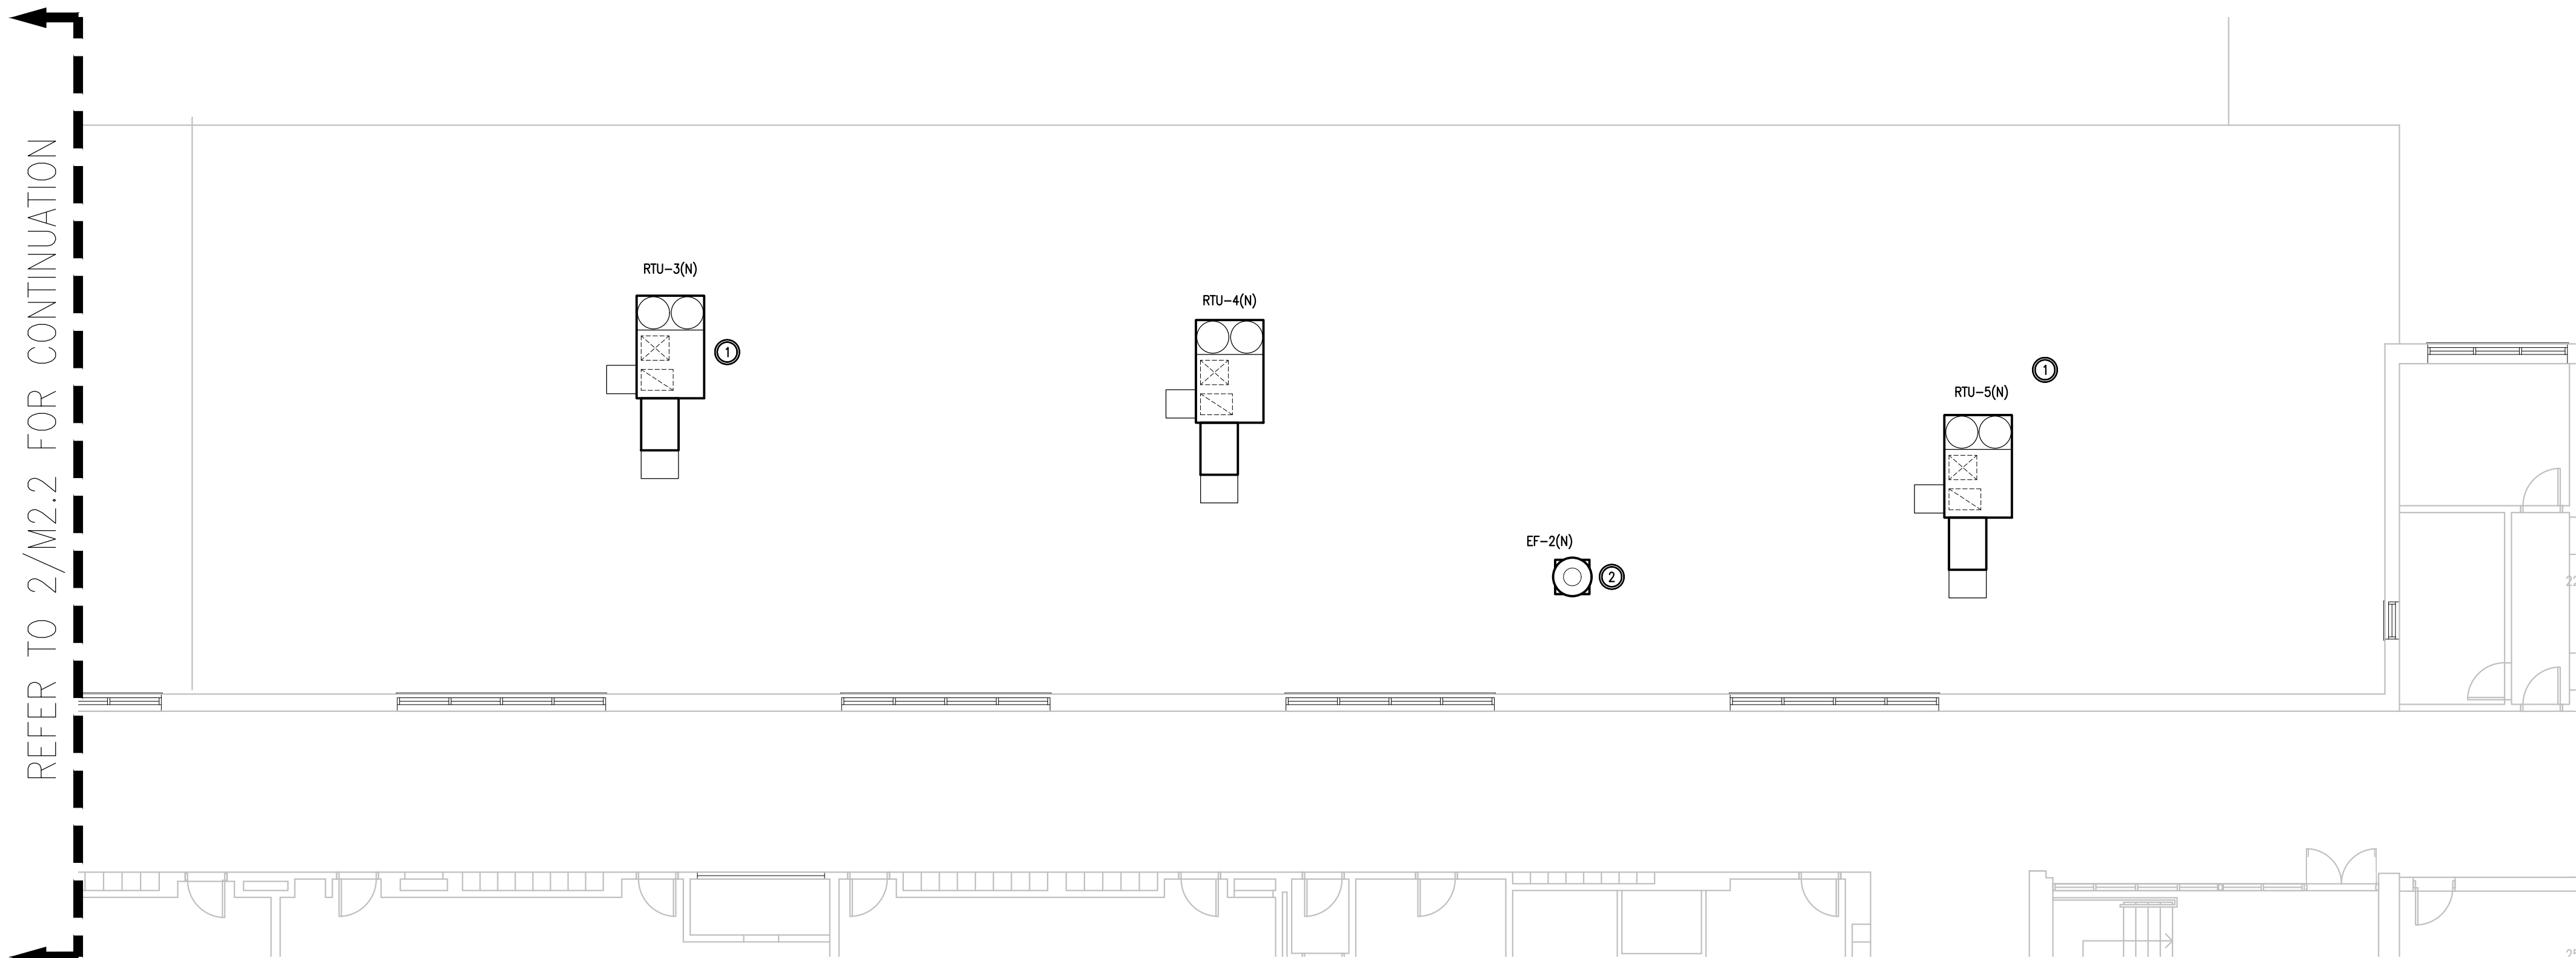 REFER TO 2/M2.2 FOR CONTINUATION
RTU-3(N)
1
RTU-4(N)
1
RTU-5(N)
EF-2(N)
2